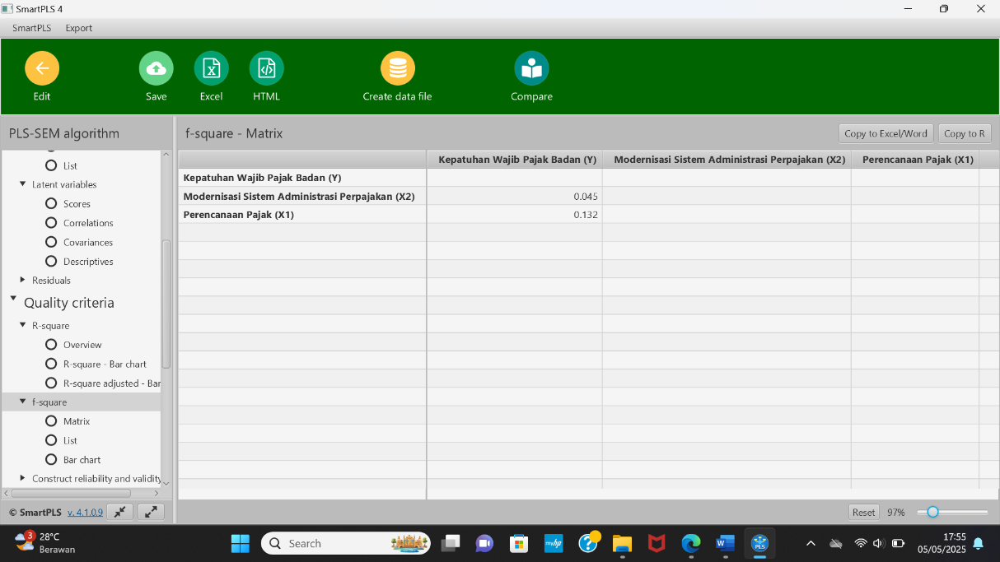 SmartPLS 4
SmartPLS Export
Edit
Save
Excel
HTML
Create data file
Compare
PLS-SEM algorithm
f-square - Matrix
Copy to Excel/Word
Copy to R
List
Latent variables
Scores
Correlations
Covariances
Descriptives
Residuals
Quality criteria
R-square
Overview
R-square - Bar chart
R-square adjusted - Bar
f-square
Matrix
List
Bar chart
Construct reliability and validity
Kepatuhan Wajib Pajak Badan (Y) Modernisasi Sistem Administrasi Perpajakan (X2) Perencanaan Pajak (X1)
Kepatuhan Wajib Pajak Badan (Y)
Modernisasi Sistem Administrasi Perpajakan (X2) 0.045
Perencanaan Pajak (X1) 0.132
© SmartPLS v. 4.1.0.9
Reset 97%
3
28°C
Berawan
Search
myhp
?
W
PLS
17:55
05/05/2025